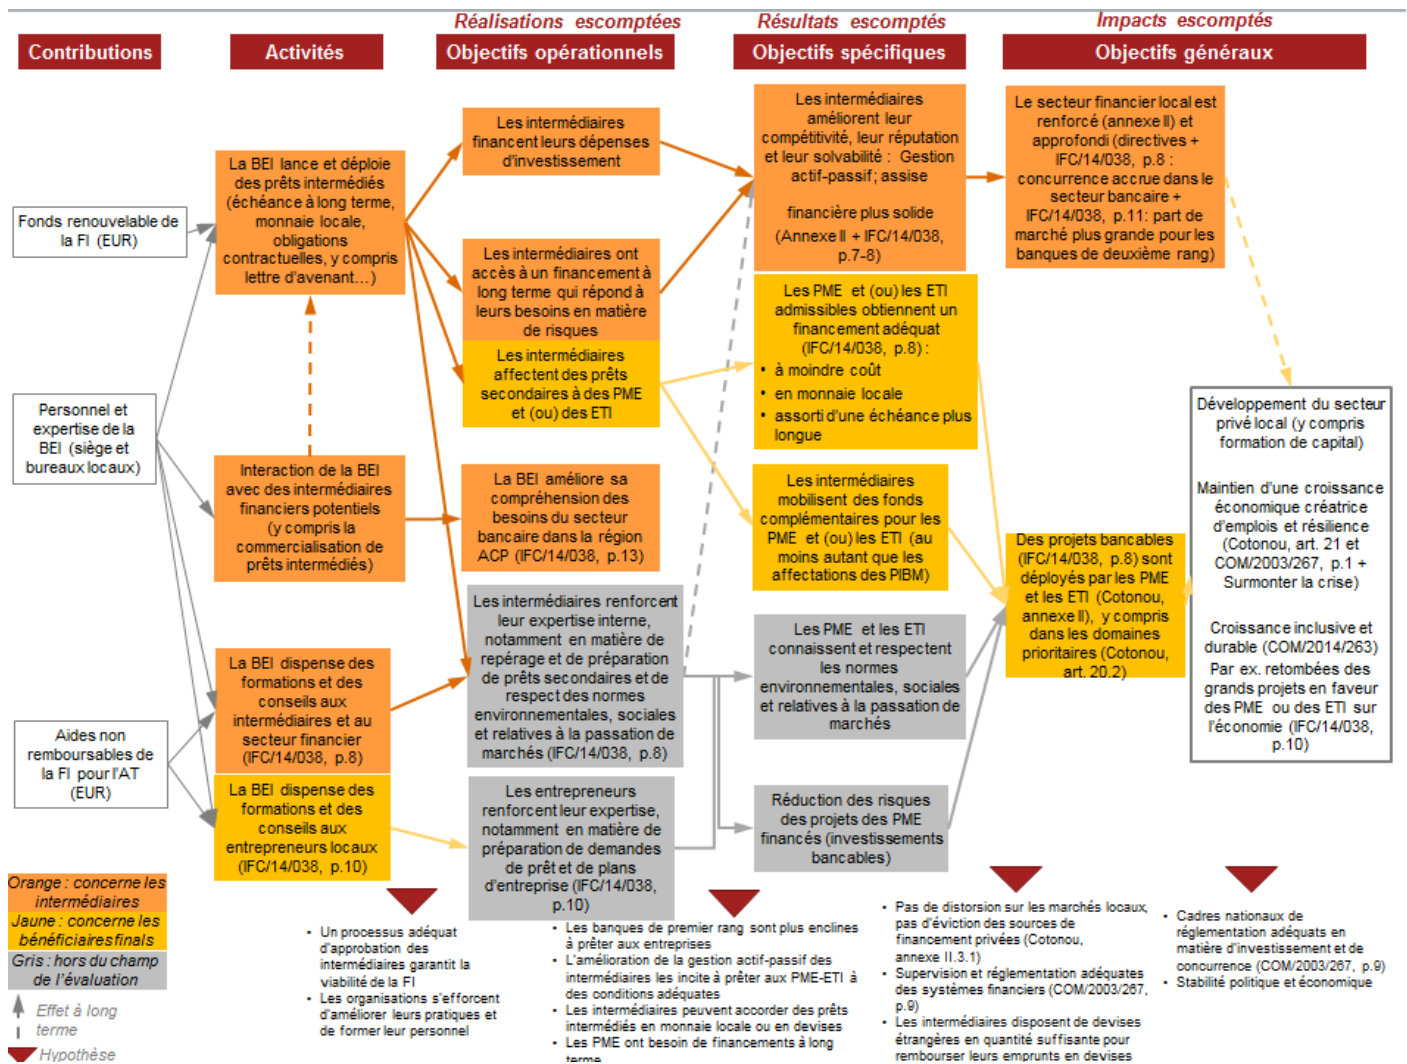 Réalisations escomptées
Résultats escomptés
Impacts escomptés
Contributions
Activités
Objectifs opérationnels
Objectifs spécifiques
Objectifs généraux
Fonds renouvelable de
la FI (EUR)
Personnel et
expertise de la
BEI (siège et
bureaux locaux)
Aides non
remboursables de
la FI pour l'AT
(EUR)
La BEI lance et déploie
des prêts intermédiés
(échéance à long terme,
monnaie locale,
obligations
contractuelles, y compris
lettre d'avenant…)
Interaction de la BEI
avec des intermédiaires
financiers potentiels
(y compris la
commercialisation de
prêts intermédiés)
La BEI dispense des
formations et des
conseils aux
intermédiaires et au
secteur financier
(IFC/14/038, p.8)
La BEI dispense des
formations et des
conseils aux
entrepreneurs locaux
(IFC/14/038, p.10)
Les intermédiaires
financent leurs dépenses
d'investissement
Les intermédiaires ont
accès à un financement à
long terme qui répond à
leurs besoins en matière
de risques
Les intermédiaires
affectent des prêts
secondaires à des PME
et (ou) des ETI
La BEI améliore sa
compréhension des
besoins du secteur
bancaire dans la région
ACP (IFC/14/038, p.13)
Les intermédiaires renforcent
leur expertise interne,
notamment en matière de
repérage et de préparation
de prêts secondaires et de
respect des normes
environnementales, sociales
et relatives à la passation de
marchés (IFC/14/038, p.8)
Les entrepreneurs
renforcent leur expertise,
notamment en matière de
préparation de demandes
de prêt et de plans
d'entreprise (IFC/14/038,
p.10)
Les intermédiaires
améliorent leur
compétitivité, leur réputation
et leur solvabilité : Gestion
actif-passif; assise
financière plus solide
(Annexe II + IFC/14/038,
p.7-8)
Les PME et (ou) les ETI
admissibles obtiennent un
financement adéquat
(IFC/14/038, p.8) :
• à moindre coût
• en monnaie locale
• assorti d'une échéance plus
longue
Les intermédiaires
mobilisent des fonds
complémentaires pour les
PME et (ou) les ETI (au
moins autant que les
affectations des PIBM)
Les PME et les ETI
connaissent et respectent
les normes
environnementales, sociales
et relatives à la passation de
marchés
Réduction des risques
des projets des PME
financés (investissements
bancables)
Le secteur financier local est
renforcé (annexe II) et
approfondi (directives +
IFC/14/038, p.8 :
concurrence accrue dans le
secteur bancaire +
IFC/14/038, p.11: part de
marché plus grande pour les
banques de deuxième rang)
Des projets bancables
(IFC/14/038, p.8) sont
déployés par les PME
et les ETI (Cotonou,
annexe II), y compris
dans les domaines
prioritaires (Cotonou,
art. 20.2)
Développement du secteur
privé local (y compris
formation de capital)
Maintien d'une croissance
économique créatrice
d'emplois et résilience
(Cotonou, art. 21 et
COM/2003/267, p.1 +
Surmonter la crise)
Croissance inclusive et
durable (COM/2014/263)
Par ex. retombées des
grands projets en faveur
des PME ou des ETI sur
l'économie (IFC/14/038,
p.10)
Orange : concerne les
intermédiaires
Jaune : concerne les
bénéficiaires finals
Gris : hors du champ
de l'évaluation
Effet à long
terme
Hypothèse
• Un processus adéquat
d'approbation des
intermédiaires garantit la
viabilité de la FI
• Les organisations s'efforcent
d'améliorer leurs pratiques et
de former leur personnel
• Les banques de premier rang sont plus enclines
à prêter aux entreprises
• L'amélioration de la gestion actif-passif des
intermédiaires les incite à prêter aux PME-ETI à
des conditions adéquates
• Les intermédiaires peuvent accorder des prêts
intermédiés en monnaie locale ou en devises
• Les PME ont besoin de financements à long
terme
• Pas de distorsion sur les marchés locaux,
pas d'éviction des sources de
financement privées (Cotonou,
annexe II.3.1)
• Supervision et réglementation adéquates
des systèmes financiers (COM/2003/267,
p.9)
• Les intermédiaires disposent de devises
étrangères en quantité suffisante pour
rembourser leurs emprunts en devises
• Cadres nationaux de
réglementation adéquats en
matière d'investissement et de
concurrence (COM/2003/267, p.9)
• Stabilité politique et économique